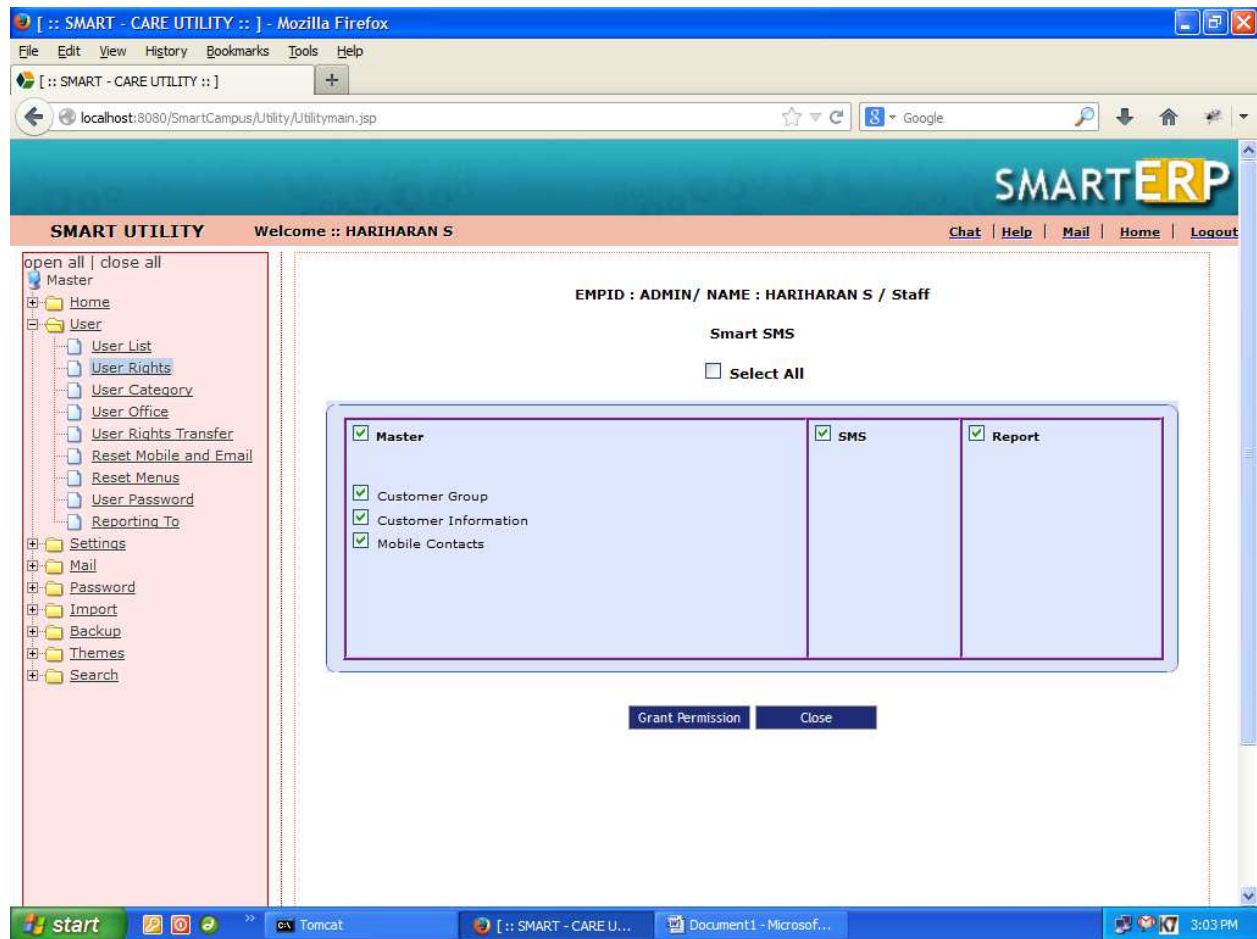 [ :: SMART - CARE UTILITY :: ] - Mozilla Firefox
File Edit View History Bookmarks Tools Help
[ :: SMART - CARE UTILITY :: ]
localhost:8080/SmartCampus/Utility/Utilitymain.jsp
Google
SMARTERP
SMART UTILITY Welcome :: HARIHARAN S Chat | Help | Mail | Home | Logout
open all | close all
Master
Home
User
User List
User Rights
User Category
User Office
User Rights Transfer
Reset Mobile and Email
Reset Menus
User Password
Reporting To
Settings
Mail
Password
Import
Backup
Themes
Search
EMPID : ADMIN/ NAME : HARIHARAN S / Staff
Smart SMS
Select All
Master SMS Report
Customer Group
Customer Information
Mobile Contacts
Grant Permission Close
start Tomcat [ :: SMART - CARE U... Document1 - Microsof... 3:03 PM